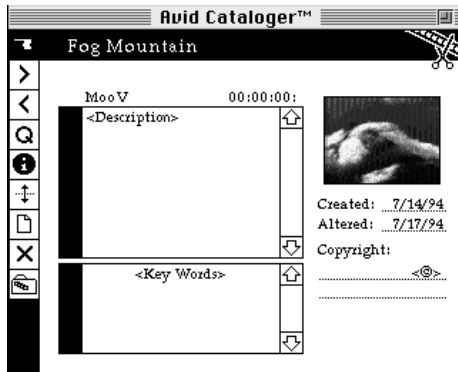 Avid Cataloger™
Fog Mountain
MooV 00:00:00:
<Description>
<Key Words>
Created: 7/14/94
Altered: 7/17/94
Copyright:
<@>